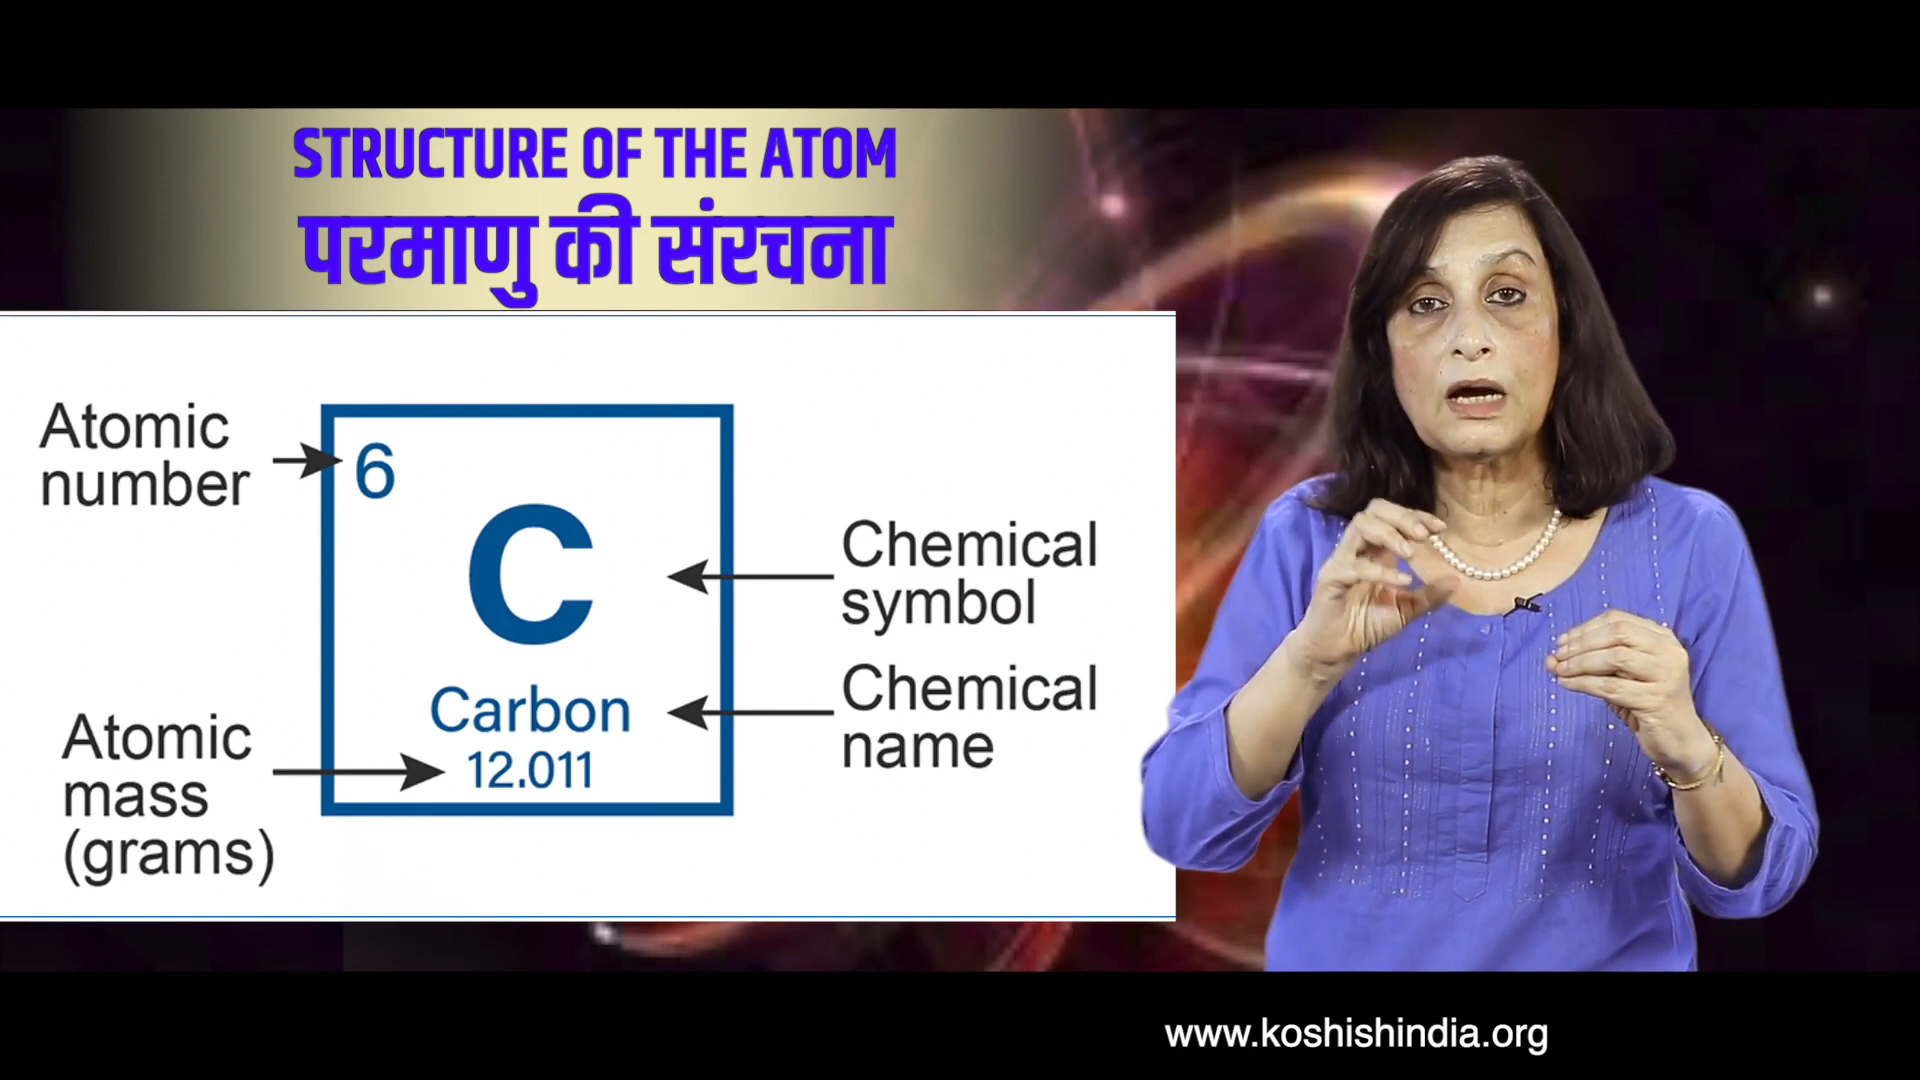 STRUCTURE OF THE ATOM
परमाणु की संरचना
Atomic
number
6
C
Chemical
symbol
Carbon
Chemical
name
Atomic
mass
(grams)
12.011
www.koshishindia.org